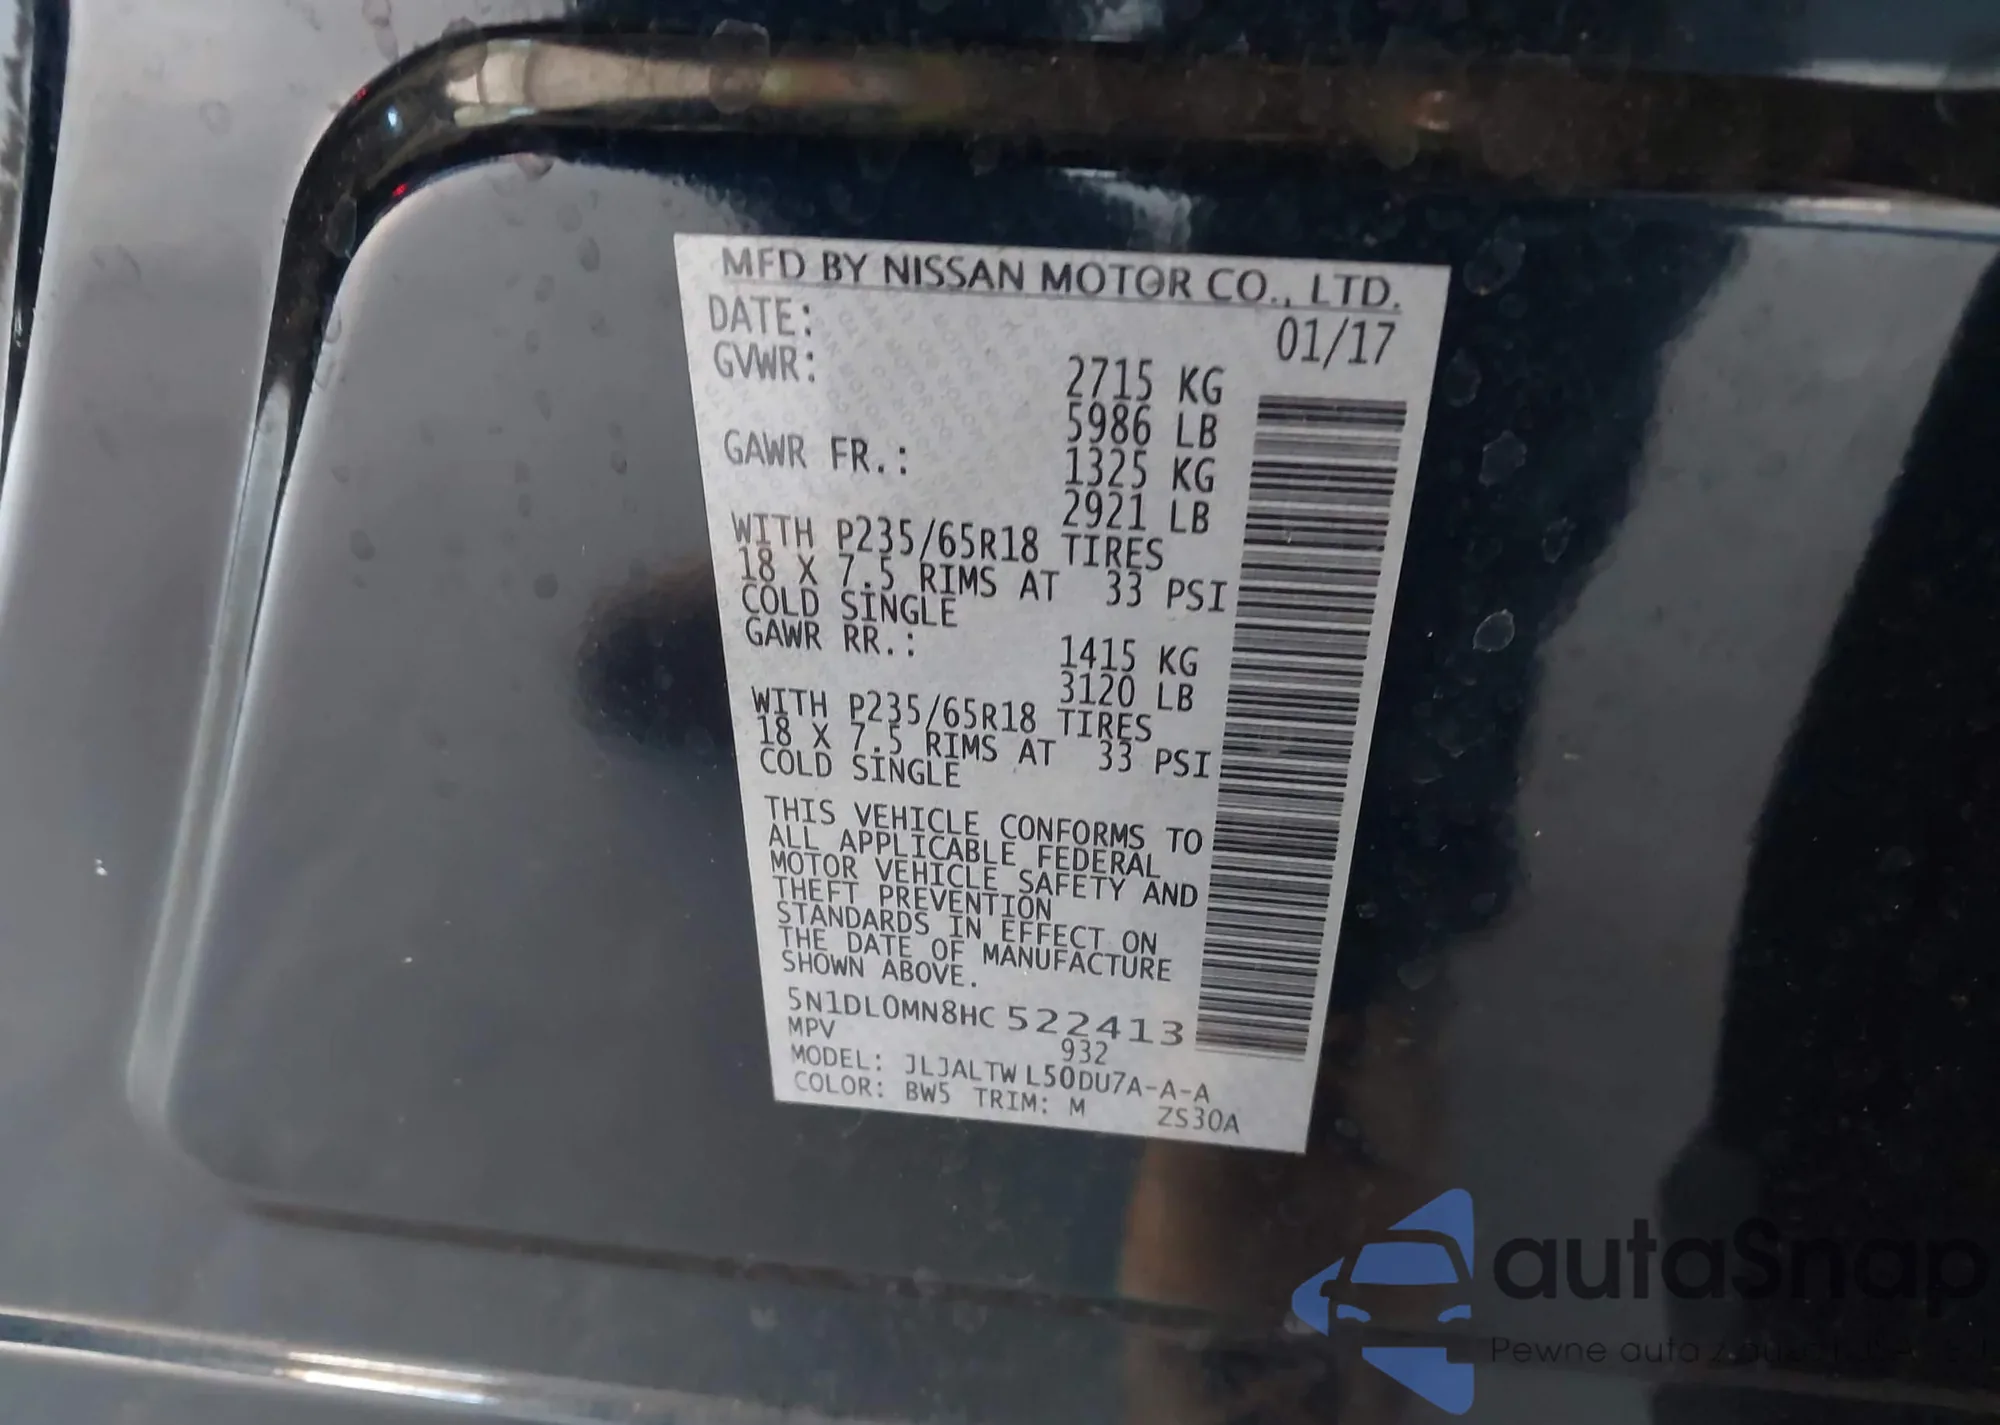 MFD BY NISSAN MOTOR CO., LTD.
DATE: 01/17
GVWR: 2715 KG
5986 LB
GAWR FR.: 1325 KG
2921 LB
WITH P235/65R18 TIRES
18 X 7.5 RIMS AT 33 PSI
COLD SINGLE
GAWR RR.: 1415 KG
3120 LB
WITH P235/65R18 TIRES
18 X 7.5 RIMS AT 33 PSI
COLD SINGLE
THIS VEHICLE CONFORMS TO
ALL APPLICABLE FEDERAL
MOTOR VEHICLE SAFETY AND
THEFT PREVENTION
STANDARDS IN EFFECT ON
THE DATE OF MANUFACTURE
SHOWN ABOVE.
5N1DL0MN8HC 522413
MPV 932
MODEL: JLJALTW L50DU7A-A-A
COLOR: BW5 TRIM: M ZS30A
autaSnap
Pewne auta z